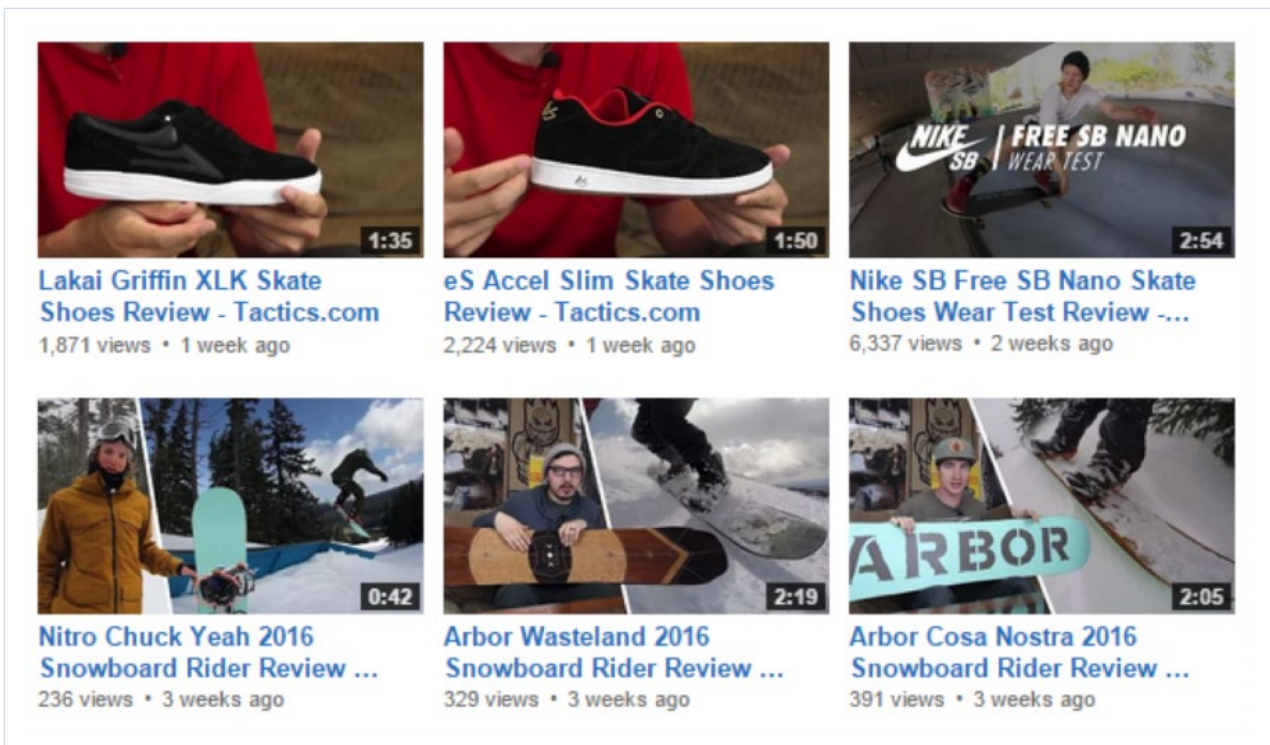 1:35
Lakai Griffin XLK Skate
Shoes Review - Tactics.com
1,871 views • 1 week ago
éS
éS
1:50
eS Accel Slim Skate Shoes
Review - Tactics.com
2,224 views • 1 week ago
NIKE SB | FREE SB NANO
WEAR TEST
2:54
Nike SB Free SB Nano Skate
Shoes Wear Test Review -...
6,337 views • 2 weeks ago
0:42
Nitro Chuck Yeah 2016
Snowboard Rider Review ...
236 views • 3 weeks ago
2:19
Arbor Wasteland 2016
Snowboard Rider Review ...
329 views • 3 weeks ago
ARBOR
2:05
Arbor Cosa Nostra 2016
Snowboard Rider Review ...
391 views • 3 weeks ago